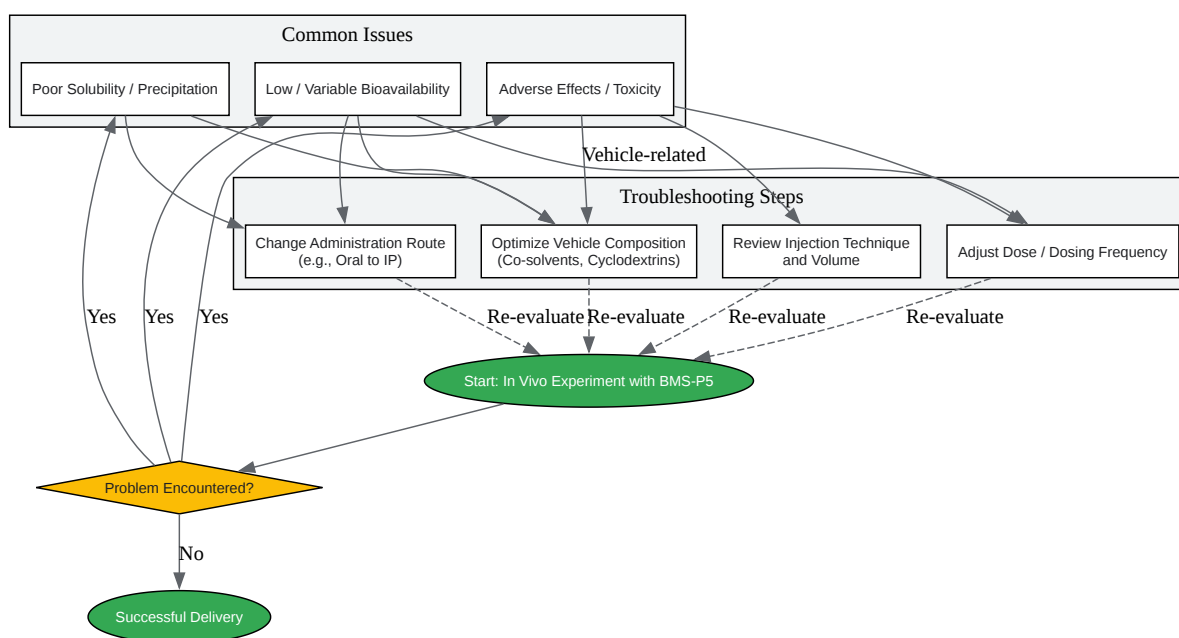 Common Issues
Poor Solubility / Precipitation
Low / Variable Bioavailability
Adverse Effects / Toxicity
Vehicle-related
Troubleshooting Steps
Change Administration Route
(e.g., Oral to IP)
Optimize Vehicle Composition
(Co-solvents, Cyclodextrins)
Review Injection Technique
and Volume
Adjust Dose / Dosing Frequency
Yes
Yes
Yes
Re-evaluate
Re-evaluate
Re-evaluate
Re-evaluate
Start: In Vivo Experiment with BMS-P5
Problem Encountered?
No
Successful Delivery